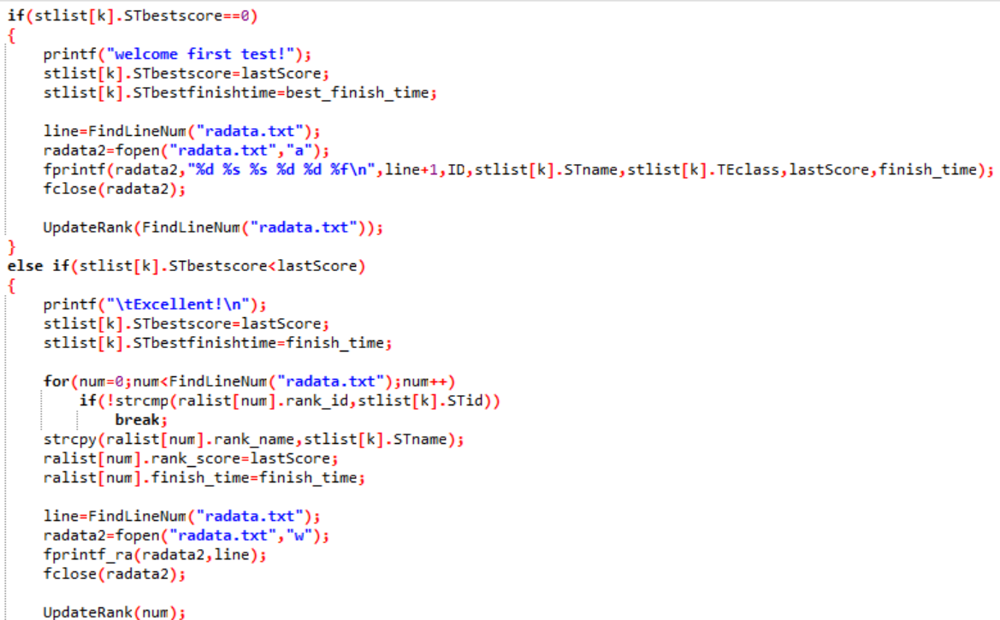 if(stlist[k].STbestscore==0)
{
    printf("welcome first test!");
    stlist[k].STbestscore=lastScore;
    stlist[k].STbestfinishtime=best_finish_time;

    line=FindLineNum("radata.txt");
    radata2=fopen("radata.txt","a");
    fprintf(radata2,"%d %s %s %d %d %f\n",line+1,ID,stlist[k].STname,stlist[k].TEclass,lastScore,finish_time);
    fclose(radata2);

    UpdateRank(FindLineNum("radata.txt"));
}
else if(stlist[k].STbestscore<lastScore)
{
    printf("\tExcellent!\n");
    stlist[k].STbestscore=lastScore;
    stlist[k].STbestfinishtime=finish_time;

    for(num=0;num<FindLineNum("radata.txt");num++)
        if(!strcmp(ralist[num].rank_id,stlist[k].STid))
            break;
    strcpy(ralist[num].rank_name,stlist[k].STname);
    ralist[num].rank_score=lastScore;
    ralist[num].finish_time=finish_time;

    line=FindLineNum("radata.txt");
    radata2=fopen("radata.txt","w");
    fprintf_ra(radata2,line);
    fclose(radata2);

    UpdateRank(num);